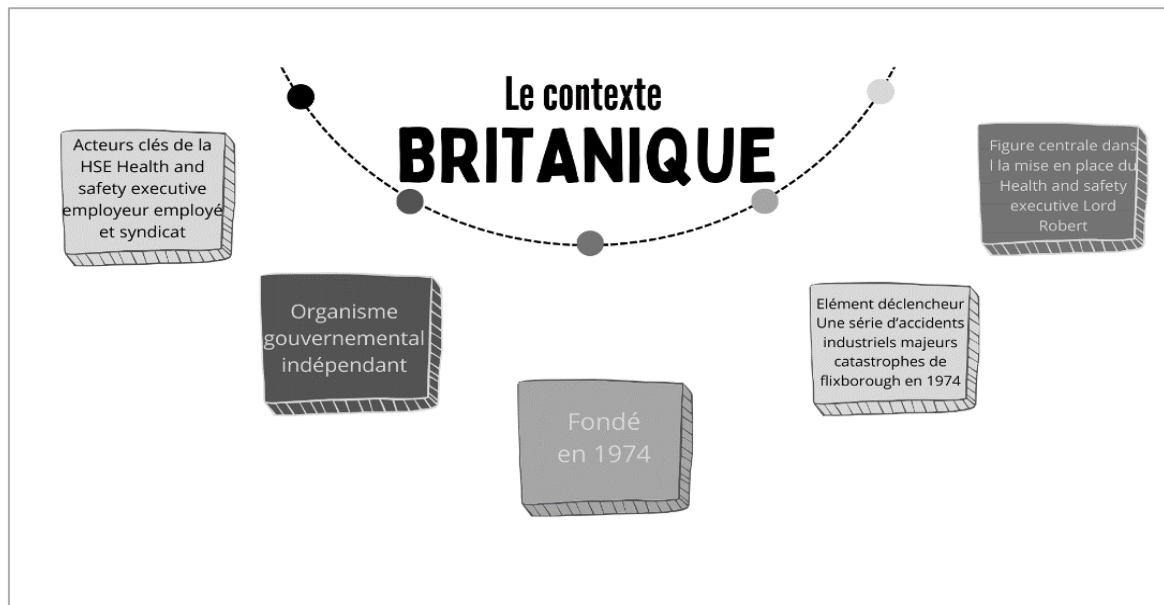 Le contexte
BRITANIQUE
Acteurs clés de la
HSE Health and
safety executive
employeur employé
et syndicat
Organisme
gouvernemental
indépendant
Fondé
en 1974
Elément déclencheur
Une série d'accidents
industriels majeurs
catastrophes de
flixborough en 1974
Figure centrale dans
l la mise en place du
Health and safety
executive Lord
Robert